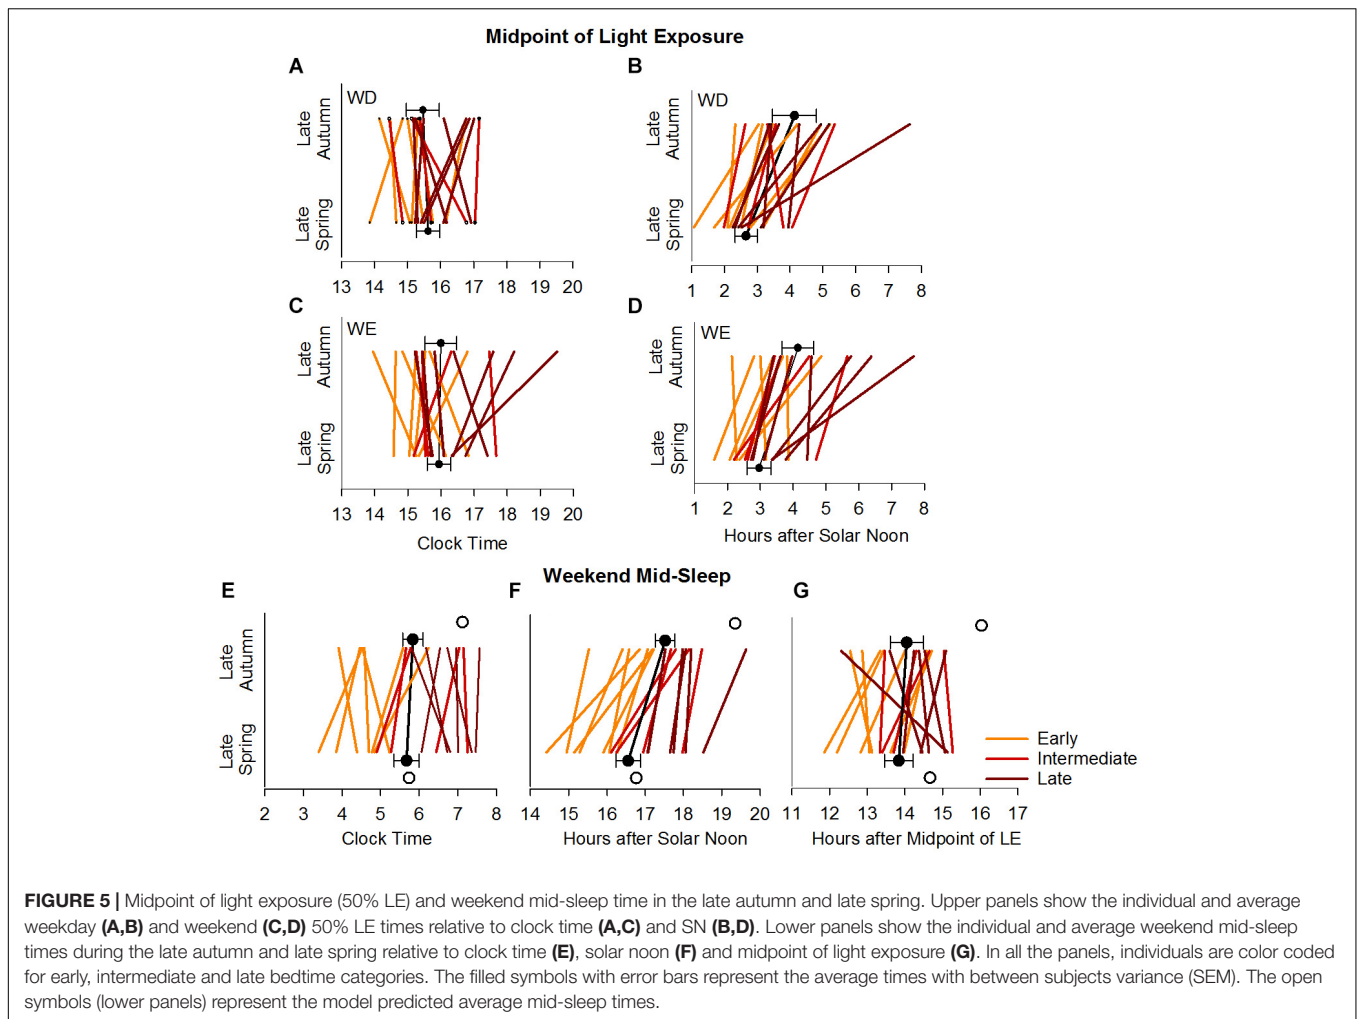 Midpoint of Light Exposure
A
B
WD
WD
Late
Autumn
Late
Autumn
Late
Spring
Late
Spring
13 14 15 16 17 18 19 20
1 2 3 4 5 6 7 8
C
D
WE
WE
Late
Autumn
Late
Autumn
Late
Spring
Late
Spring
13 14 15 16 17 18 19 20
1 2 3 4 5 6 7 8
Clock Time
Hours after Solar Noon
Weekend Mid-Sleep
E
F
G
Late
Autumn
Late
Spring
Early
Intermediate
Late
2 3 4 5 6 7 8
14 15 16 17 18 19 20
11 12 13 14 15 16 17
Clock Time
Hours after Solar Noon
Hours after Midpoint of LE
FIGURE 5 | Midpoint of light exposure (50% LE) and weekend mid-sleep time in the late autumn and late spring. Upper panels show the individual and average
weekday (A,B) and weekend (C,D) 50% LE times relative to clock time (A,C) and SN (B,D). Lower panels show the individual and average weekend mid-sleep
times during the late autumn and late spring relative to clock time (E), solar noon (F) and midpoint of light exposure (G). In all the panels, individuals are color coded
for early, intermediate and late bedtime categories. The filled symbols with error bars represent the average times with between subjects variance (SEM). The open
symbols (lower panels) represent the model predicted average mid-sleep times.